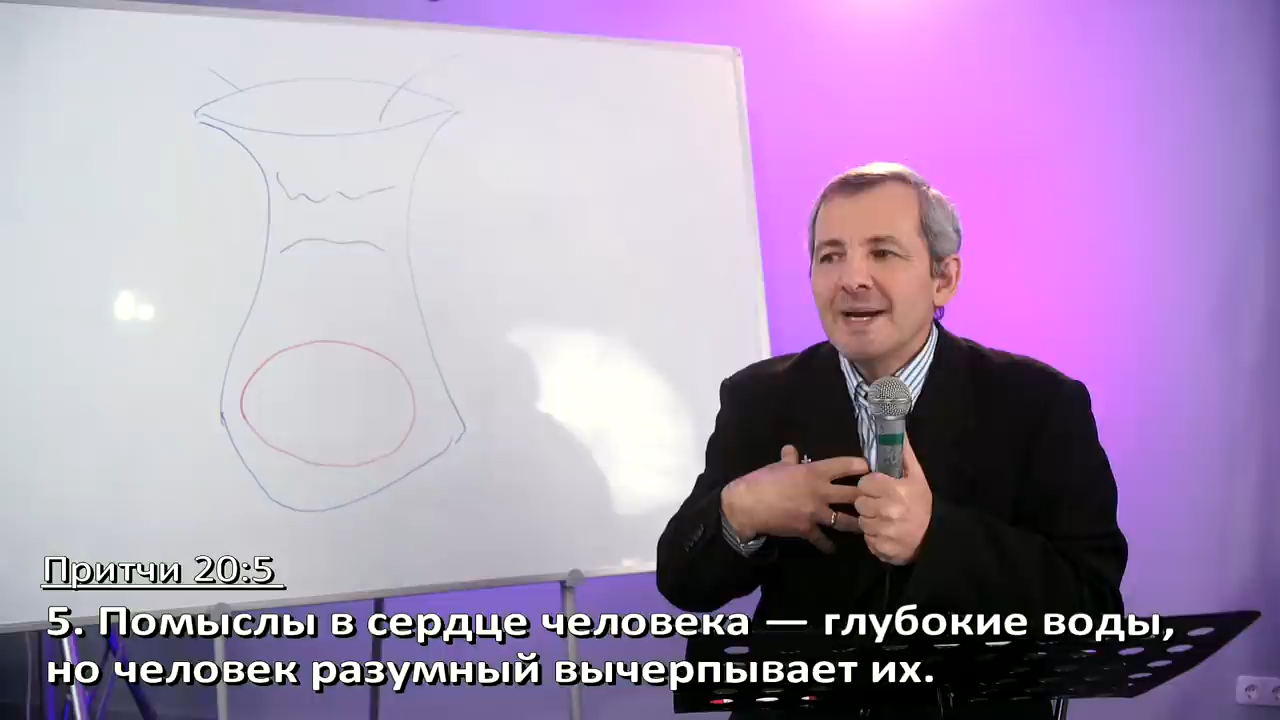 Притчи 20:5
5. Помыслы в сердце человека — глубокие воды,
но человек разумный вычерпывает их.